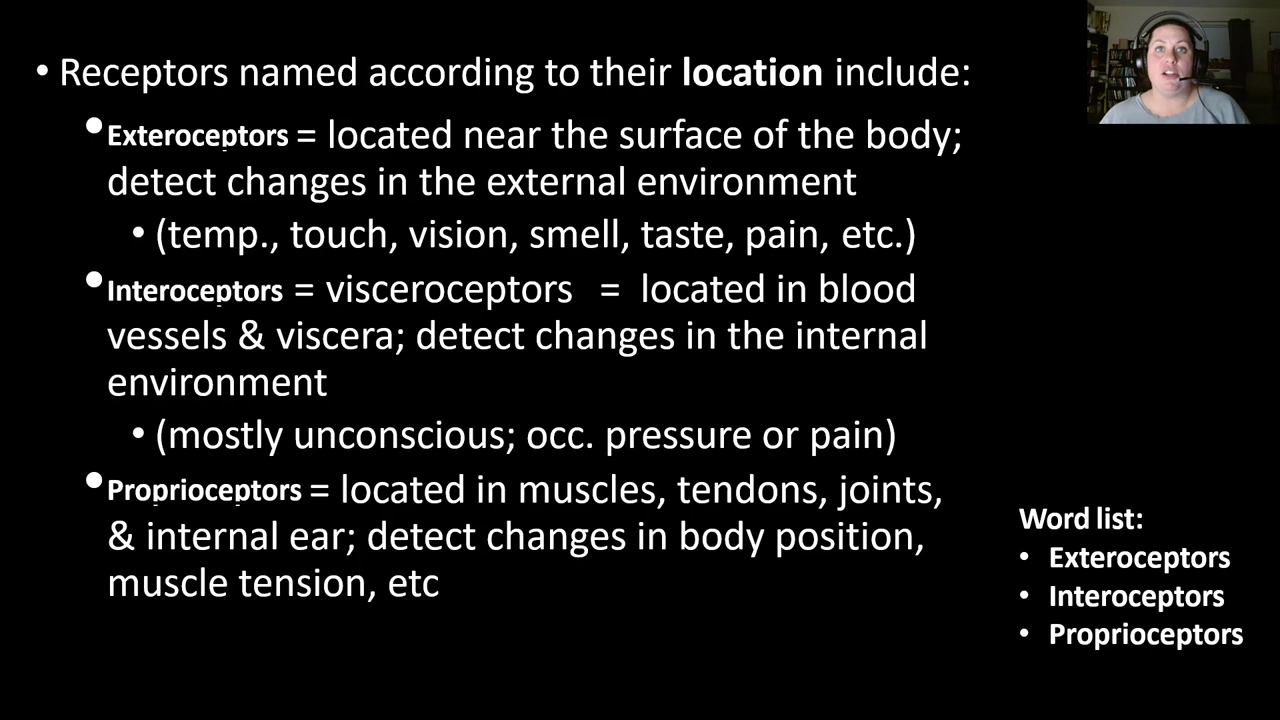 • Receptors named according to their location include:
• Exteroceptors = located near the surface of the body;
detect changes in the external environment
• (temp., touch, vision, smell, taste, pain, etc.)
• Interoceptors = visceroceptors = located in blood
vessels & viscera; detect changes in the internal
environment
• (mostly unconscious; occ. pressure or pain)
• Proprioceptors = located in muscles, tendons, joints,
& internal ear; detect changes in body position,
muscle tension, etc
Word list:
• Exteroceptors
• Interoceptors
• Proprioceptors